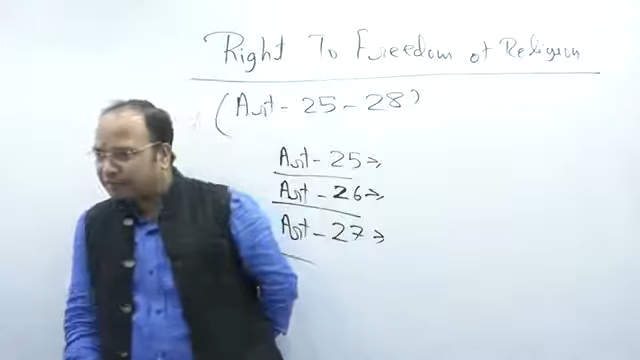 Right To Freedom of Religion
(Art - 25 - 28)
Art - 25 →
Art - 26 →
Art - 27 →